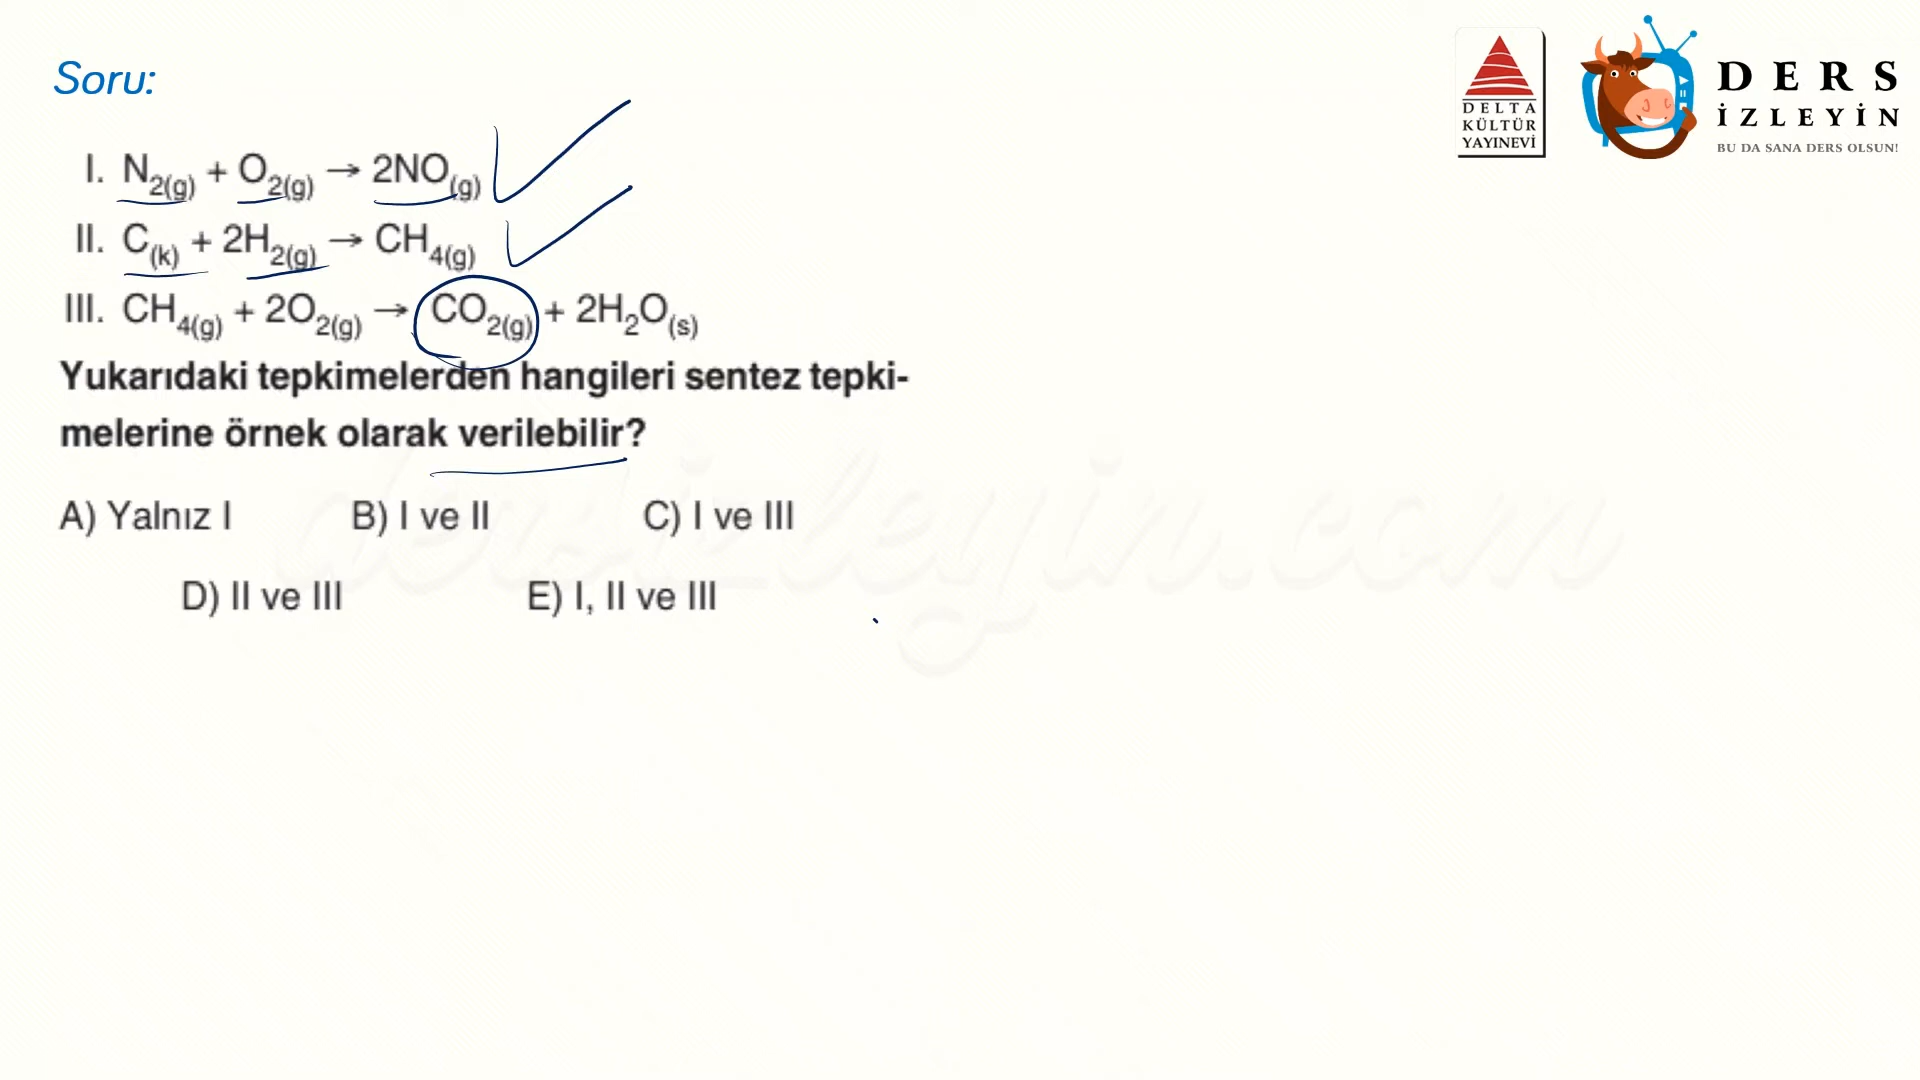 Soru:
DELTA
KÜLTÜR
YAYINEVİ
DERS
İZLEYİN
BU DA SANA DERS OLSUN!
I. N2(g) + O2(g) → 2NO(g)
II. C(k) + 2H2(g) → CH4(g)
III. CH4(g) + 2O2(g) → CO2(g) + 2H2O(s)
Yukarıdaki tepkimelerden hangileri sentez tepki-
melerine örnek olarak verilebilir?
A) Yalnız I B) I ve II C) I ve III
D) II ve III E) I, II ve III
dersizleyin.com